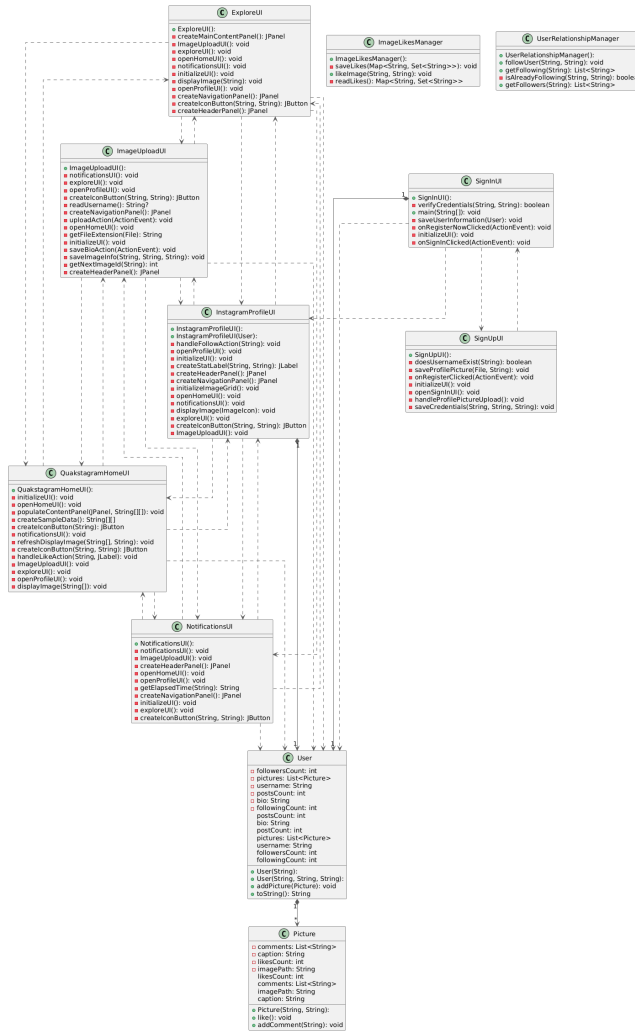 C ExploreUI
ExploreUI():
createMainContentPanel(): JPanel
ImageUploadUI(): void
exploreUI(): void
openHomeUI(): void
notificationsUI(): void
initializeUI(): void
displayImage(String): void
openProfileUI(): void
createNavigationPanel(): JPanel
createIconButton(String, String): JButton
createHeaderPanel(): JPanel
C ImageLikesManager
ImageLikesManager():
saveLikes(Map<String, Set<String>>): void
likeImage(String, String): void
readLikes(): Map<String, Set<String>>
C UserRelationshipManager
UserRelationshipManager():
followUser(String, String): void
getFollowing(String): List<String>
isAlreadyFollowing(String, String): boole
getFollowers(String): List<String>
C ImageUploadUI
ImageUploadUI():
notificationsUI(): void
exploreUI(): void
openProfileUI(): void
createIconButton(String, String): JButton
readUsername(): String?
createNavigationPanel(): JPanel
uploadAction(ActionEvent): void
openHomeUI(): void
getFileExtension(File): String
initializeUI(): void
saveBioAction(ActionEvent): void
saveImageInfo(String, String, String): void
getNextImageId(String): int
createHeaderPanel(): JPanel
C SignInUI
1
SignInUI():
verifyCredentials(String, String): boolean
main(String[]): void
saveUserInformation(User): void
onRegisterNowClicked(ActionEvent): void
initializeUI(): void
onSignInClicked(ActionEvent): void
C InstagramProfileUI
InstagramProfileUI():
InstagramProfileUI(User):
handleFollowAction(String): void
openProfileUI(): void
initializeUI(): void
createStatLabel(String, String): JLabel
createHeaderPanel(): JPanel
createNavigationPanel(): JPanel
initializeImageGrid(): void
openHomeUI(): void
notificationsUI(): void
displayImage(ImageIcon): void
exploreUI(): void
createIconButton(String, String): JButton
ImageUploadUI(): void
1
C SignUpUI
SignUpUI():
doesUsernameExist(String): boolean
saveProfilePicture(File, String): void
onRegisterClicked(ActionEvent): void
initializeUI(): void
openSignInUI(): void
handleProfilePictureUpload(): void
saveCredentials(String, String, String): void
C QuakstagramHomeUI
QuakstagramHomeUI():
initializeUI(): void
openHomeUI(): void
populateContentPanel(JPanel, String[][]): void
createSampleData(): String[][]
createIconButton(String): JButton
notificationsUI(): void
refreshDisplayImage(String[], String): void
createIconButton(String, String): JButton
handleLikeAction(String, JLabel): void
ImageUploadUI(): void
exploreUI(): void
openProfileUI(): void
displayImage(String[]): void
C NotificationsUI
NotificationsUI():
notificationsUI(): void
ImageUploadUI(): void
createHeaderPanel(): JPanel
openHomeUI(): void
openProfileUI(): void
getElapsedTime(String): String
createNavigationPanel(): JPanel
initializeUI(): void
exploreUI(): void
createIconButton(String, String): JButton
1 1
C User
followersCount: int
pictures: List<Picture>
username: String
postsCount: int
bio: String
followingCount: int
postsCount: int
bio: String
postCount: int
pictures: List<Picture>
username: String
followersCount: int
followingCount: int
User(String):
User(String, String, String):
addPicture(Picture): void
toString(): String
1
*
C Picture
comments: List<String>
caption: String
likesCount: int
imagePath: String
likesCount: int
comments: List<String>
imagePath: String
caption: String
Picture(String, String):
like(): void
addComment(String): void